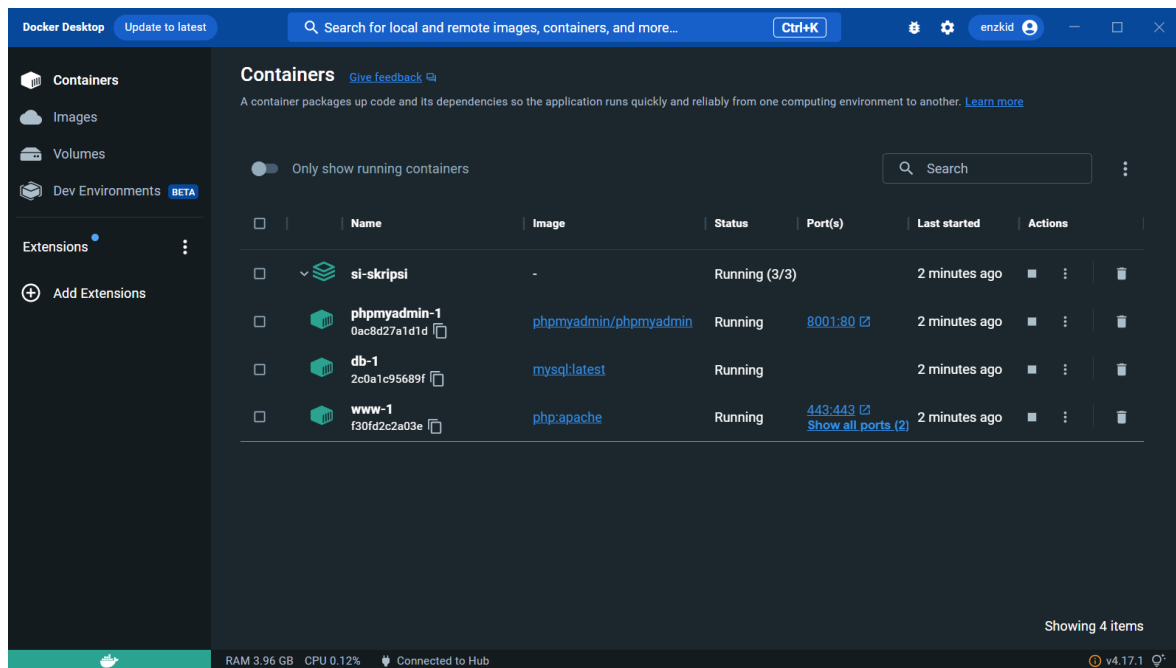 Docker Desktop Update to latest Search for local and remote images, containers, and more... Ctrl+K enzkid
Containers
Images
Volumes
Dev Environments BETA
Extensions
Add Extensions
Containers Give feedback
A container packages up code and its dependencies so the application runs quickly and reliably from one computing environment to another. Learn more
Only show running containers Search
Name Image Status Port(s) Last started Actions
si-skripsi - Running (3/3) 2 minutes ago
phpmyadmin-1
0ac8d27a1d1d phpmyadmin/phpmyadmin Running 8001:80 2 minutes ago
db-1
2c0a1c95689f mysql:latest Running 2 minutes ago
www-1
f30fd2c2a03e php:apache Running 443:443 2 minutes ago
Show all ports (2)
Showing 4 items
RAM 3.96 GB CPU 0.12% Connected to Hub v4.17.1